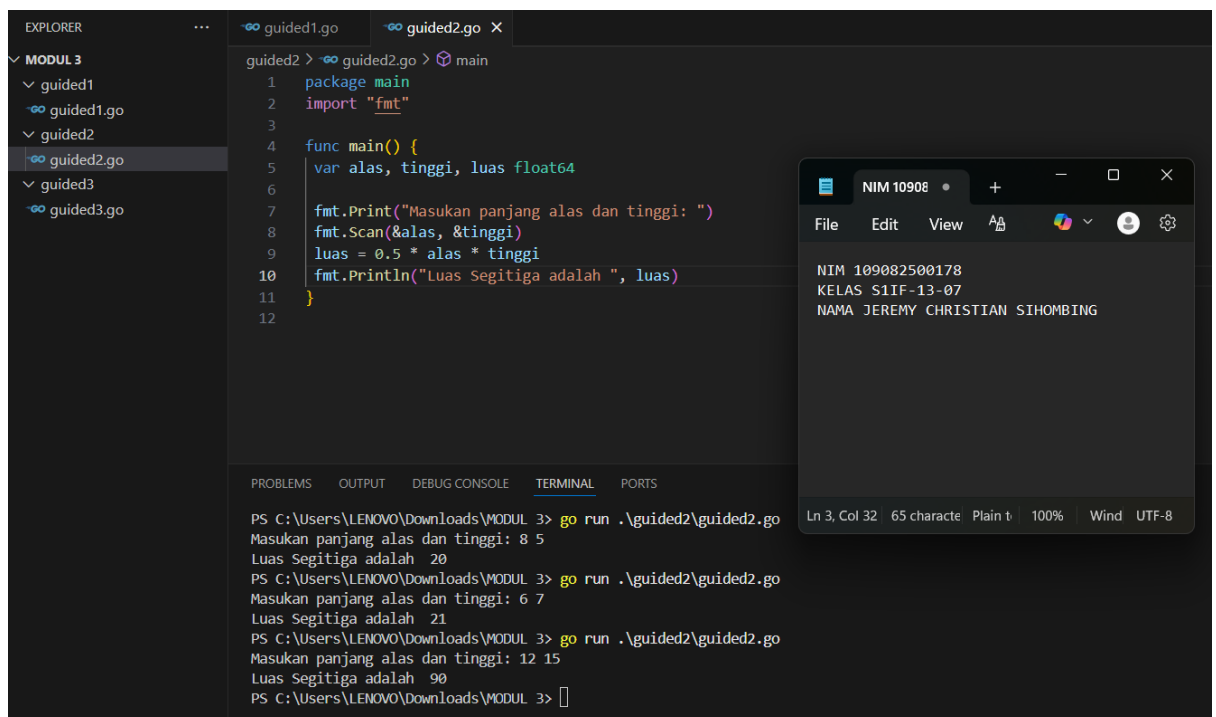 EXPLORER ...
MODUL 3
guided1
guided1.go
guided2
guided2.go
guided3
guided3.go
guided1.go guided2.go
guided2 > guided2.go > main
1 package main
2 import "fmt"
3
4 func main() {
5 var alas, tinggi, luas float64
6
7 fmt.Print("Masukan panjang alas dan tinggi: ")
8 fmt.Scan(&alas, &tinggi)
9 luas = 0.5 * alas * tinggi
10 fmt.Println("Luas Segitiga adalah ", luas)
11 }
12
PROBLEMS OUTPUT DEBUG CONSOLE TERMINAL PORTS
PS C:\Users\LENOVO\Downloads\MODUL 3> go run .\guided2\guided2.go
Masukan panjang alas dan tinggi: 8 5
Luas Segitiga adalah  20
PS C:\Users\LENOVO\Downloads\MODUL 3> go run .\guided2\guided2.go
Masukan panjang alas dan tinggi: 6 7
Luas Segitiga adalah  21
PS C:\Users\LENOVO\Downloads\MODUL 3> go run .\guided2\guided2.go
Masukan panjang alas dan tinggi: 12 15
Luas Segitiga adalah  90
PS C:\Users\LENOVO\Downloads\MODUL 3>
NIM 10908
File Edit View
NIM 109082500178
KELAS S1IF-13-07
NAMA JEREMY CHRISTIAN SIHOMBING
Ln 3, Col 32 65 characte Plain t 100% Wind UTF-8